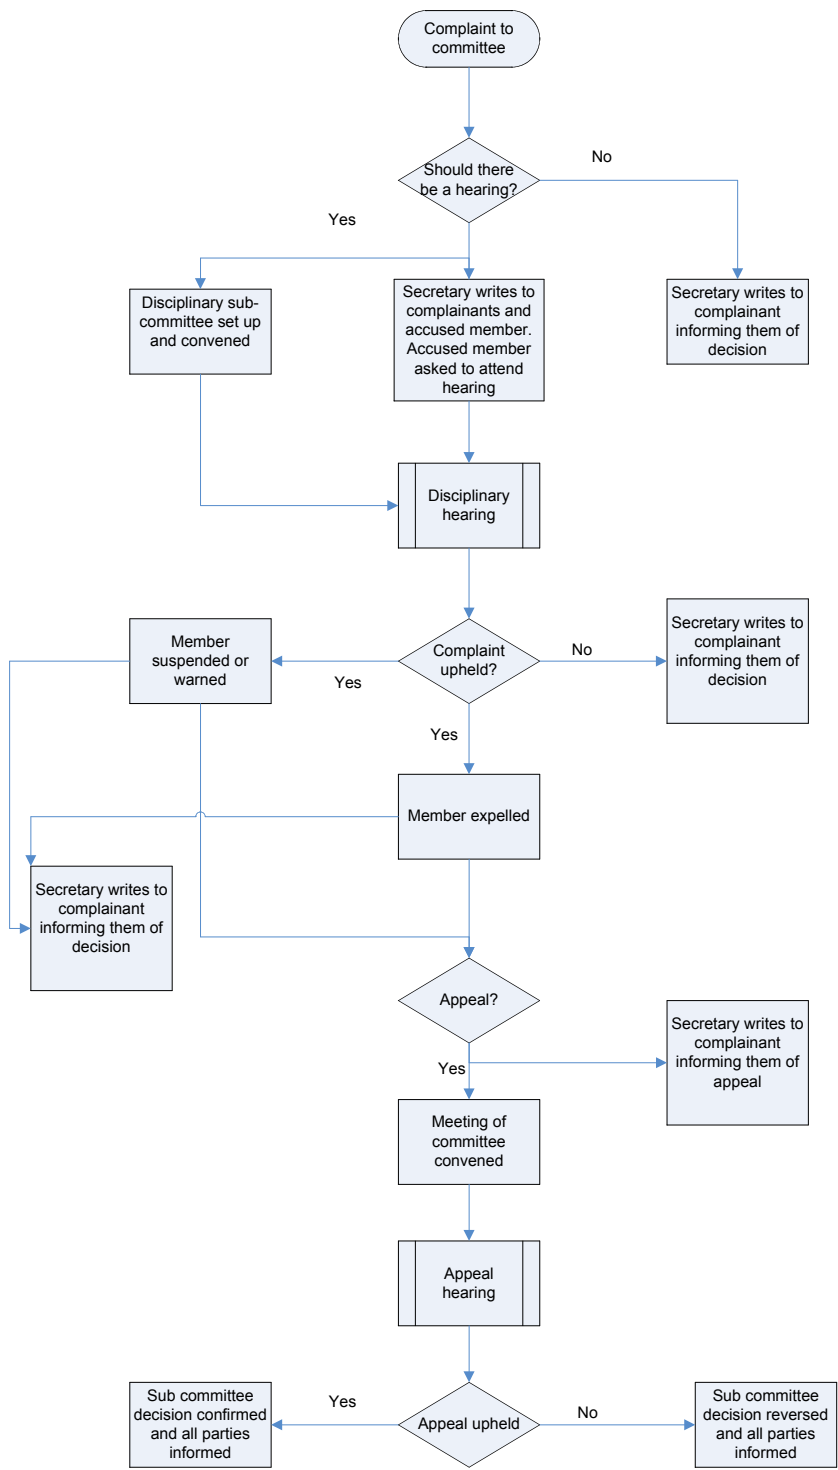 Complaint to
committee
Should there
be a hearing?
No
Yes
Disciplinary sub-
committee set up
and convened
Secretary writes to
complainants and
accused member.
Accused member
asked to attend
hearing
Secretary writes to
complainant
informing them of
decision
Disciplinary
hearing
Member
suspended or
warned
Yes
Complaint
upheld?
No
Secretary writes to
complainant
informing them of
decision
Yes
Member expelled
Secretary writes to
complainant
informing them of
decision
Appeal?
Secretary writes to
complainant
informing them of
appeal
Yes
Meeting of
committee
convened
Appeal
hearing
Sub committee
decision confirmed
and all parties
informed
Yes
Appeal upheld
No
Sub committee
decision reversed
and all parties
informed